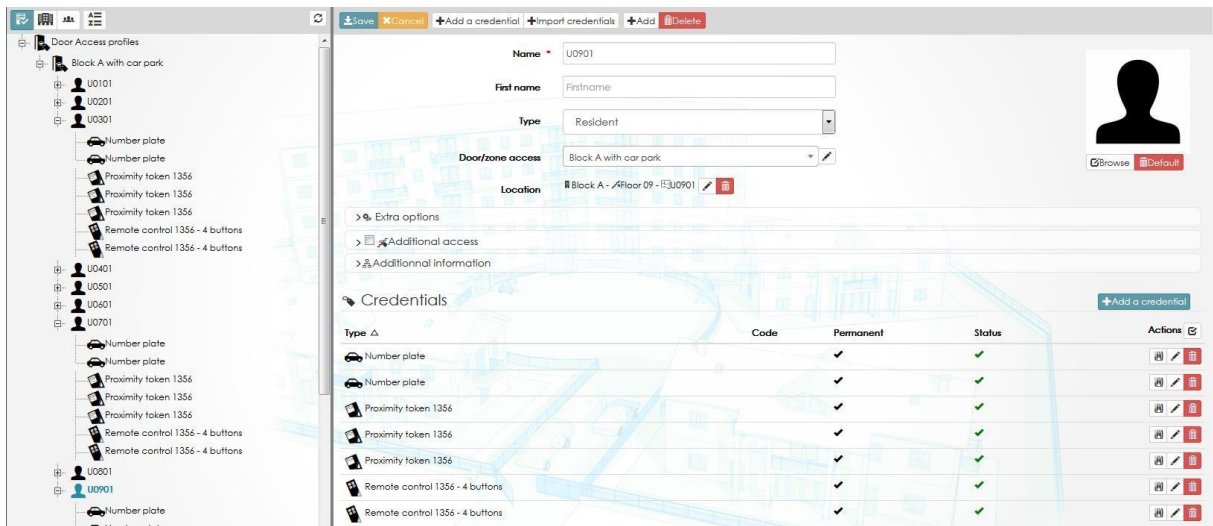 Save Cancel Add a credential Import credentials Add Delete
Door Access profiles
Block A with car park
U0101
U0201
U0301
Number plate
Number plate
Proximity token 1356
Proximity token 1356
Proximity token 1356
Remote control 1356 - 4 buttons
Remote control 1356 - 4 buttons
U0401
U0501
U0601
U0701
Number plate
Number plate
Proximity token 1356
Proximity token 1356
Proximity token 1356
Remote control 1356 - 4 buttons
Remote control 1356 - 4 buttons
U0801
U0901
Number plate
Name * U0901
First name Firstname
Type Resident
Door/zone access Block A with car park
Location Block A - Floor 09 - U0901
Browse Default
Extra options
Additional access
Additionnal information
Credentials
Add a credential
Type Code Permanent Status Actions
Number plate
Number plate
Proximity token 1356
Proximity token 1356
Proximity token 1356
Remote control 1356 - 4 buttons
Remote control 1356 - 4 buttons